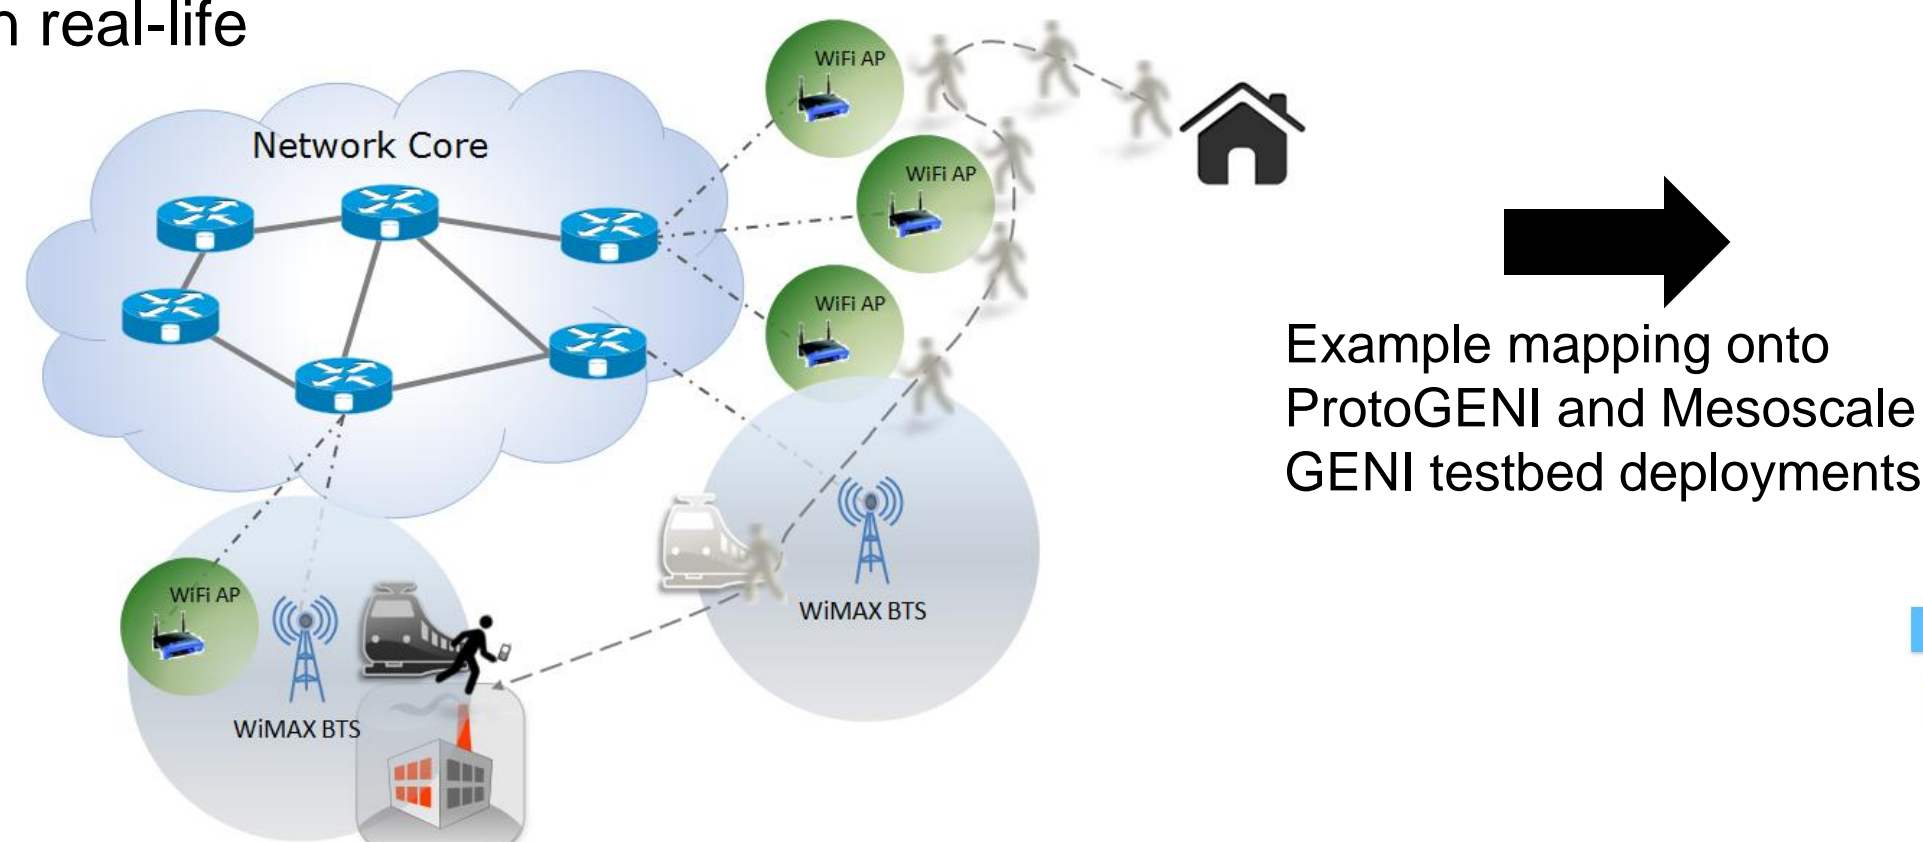 n real-life
WiFi AP
Network Core
WiFi AP
WiFi AP
Example mapping onto
ProtoGENI and Mesoscale
GENI testbed deployments
WiFi AP
WiMAX BTS
WiMAX BTS